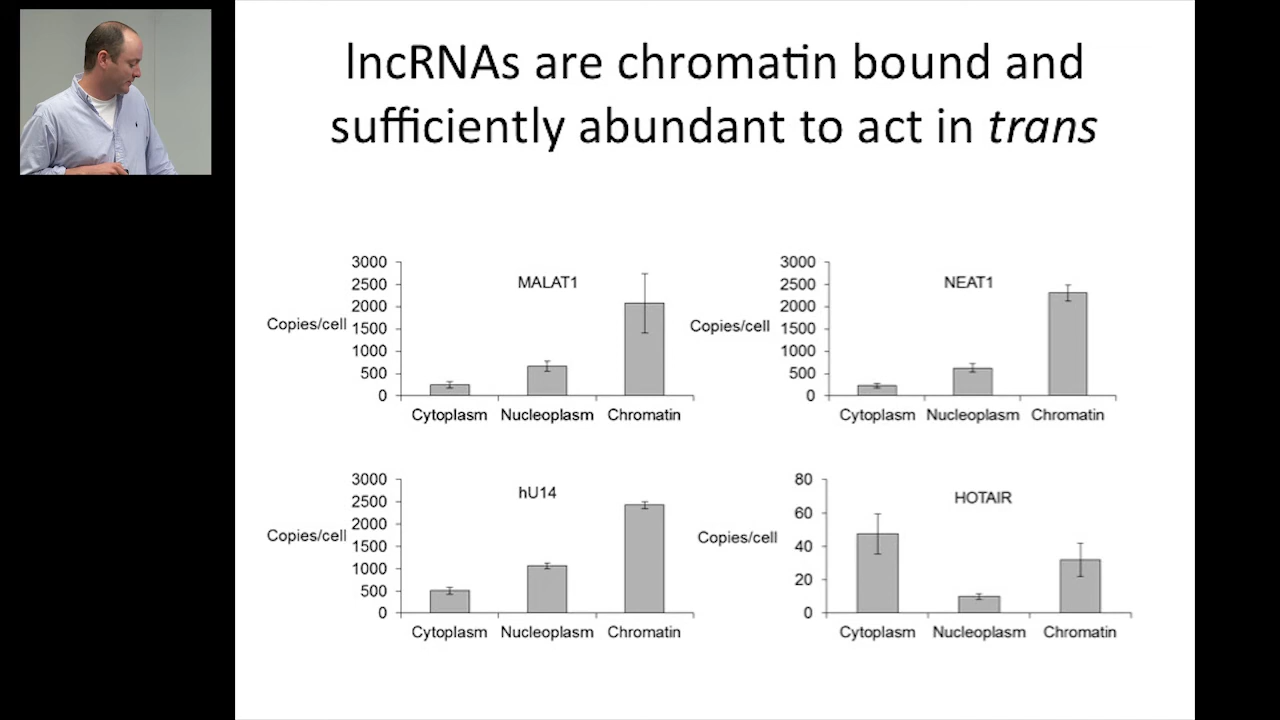 lncRNAs are chromatin bound and
sufficiently abundant to act in trans
MALAT1
Copies/cell
3000
2500
2000
1500
1000
500
0
Cytoplasm Nucleoplasm Chromatin
NEAT1
Copies/cell
3000
2500
2000
1500
1000
500
0
Cytoplasm Nucleoplasm Chromatin
hU14
Copies/cell
3000
2500
2000
1500
1000
500
0
Cytoplasm Nucleoplasm Chromatin
HOTAIR
Copies/cell
80
60
40
20
0
Cytoplasm Nucleoplasm Chromatin